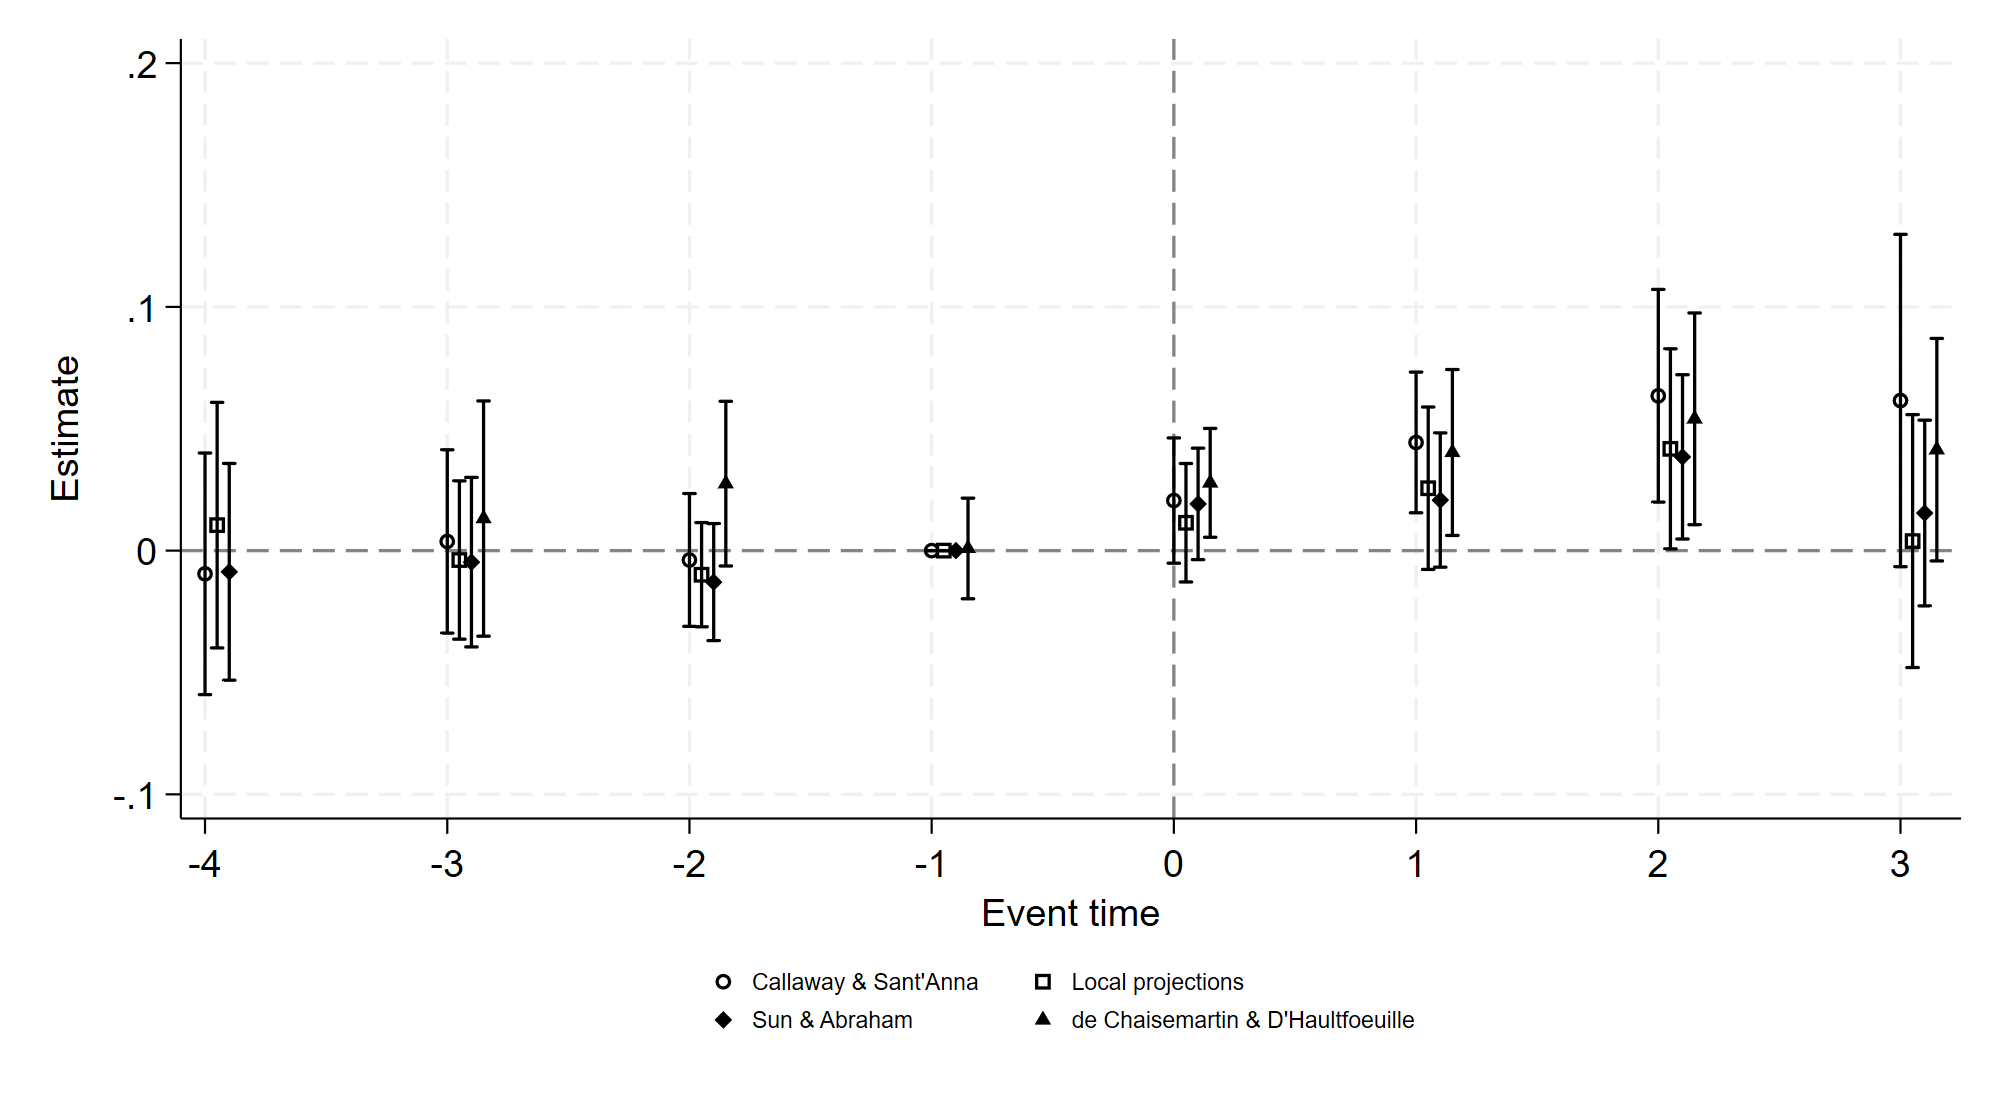 .2
.1
0
-.1
Estimate
-4 -3 -2 -1 0 1 2 3
Event time
Callaway & Sant'Anna Local projections
Sun & Abraham de Chaisemartin & D'Haultfoeuille